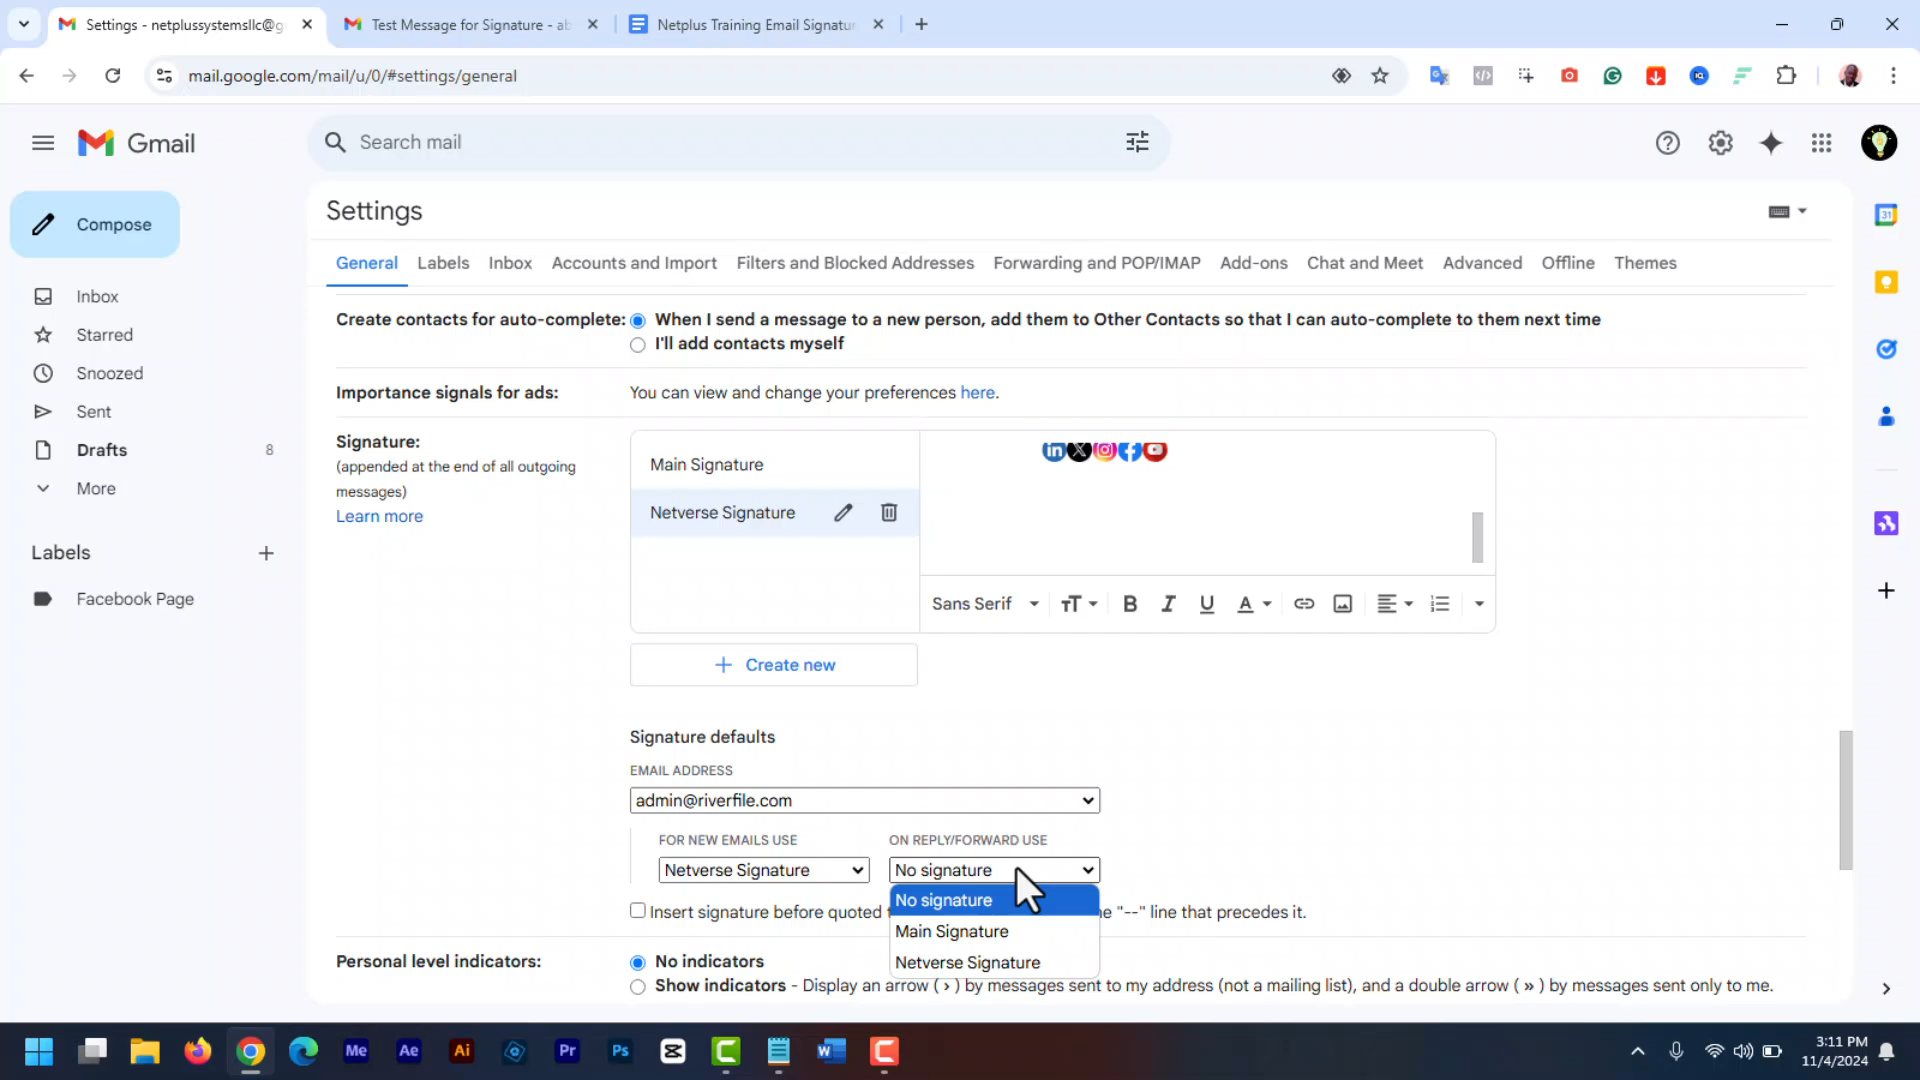 Settings - netplussystemsllc@g
Test Message for Signature - ab
Netplus Training Email Signatur
mail.google.com/mail/u/0/#settings/general
Gmail
Search mail
Compose
Inbox
Starred
Snoozed
Sent
Drafts 8
More
Labels
Facebook Page
Settings
General Labels Inbox Accounts and Import Filters and Blocked Addresses Forwarding and POP/IMAP Add-ons Chat and Meet Advanced Offline Themes
Create contacts for auto-complete: When I send a message to a new person, add them to Other Contacts so that I can auto-complete to them next time
I'll add contacts myself
Importance signals for ads: You can view and change your preferences here.
Signature:
(appended at the end of all outgoing
messages)
Learn more
Main Signature
Netverse Signature
Sans Serif
Create new
Signature defaults
EMAIL ADDRESS
admin@riverfile.com
FOR NEW EMAILS USE ON REPLY/FORWARD USE
Netverse Signature No signature
No signature
Main Signature
Netverse Signature
Insert signature before quoted "--" line that precedes it.
Personal level indicators: No indicators
Show indicators - Display an arrow ( › ) by messages sent to my address (not a mailing list), and a double arrow ( » ) by messages sent only to me.
31
Me Ae Ai Pr Ps
3:11 PM
11/4/2024